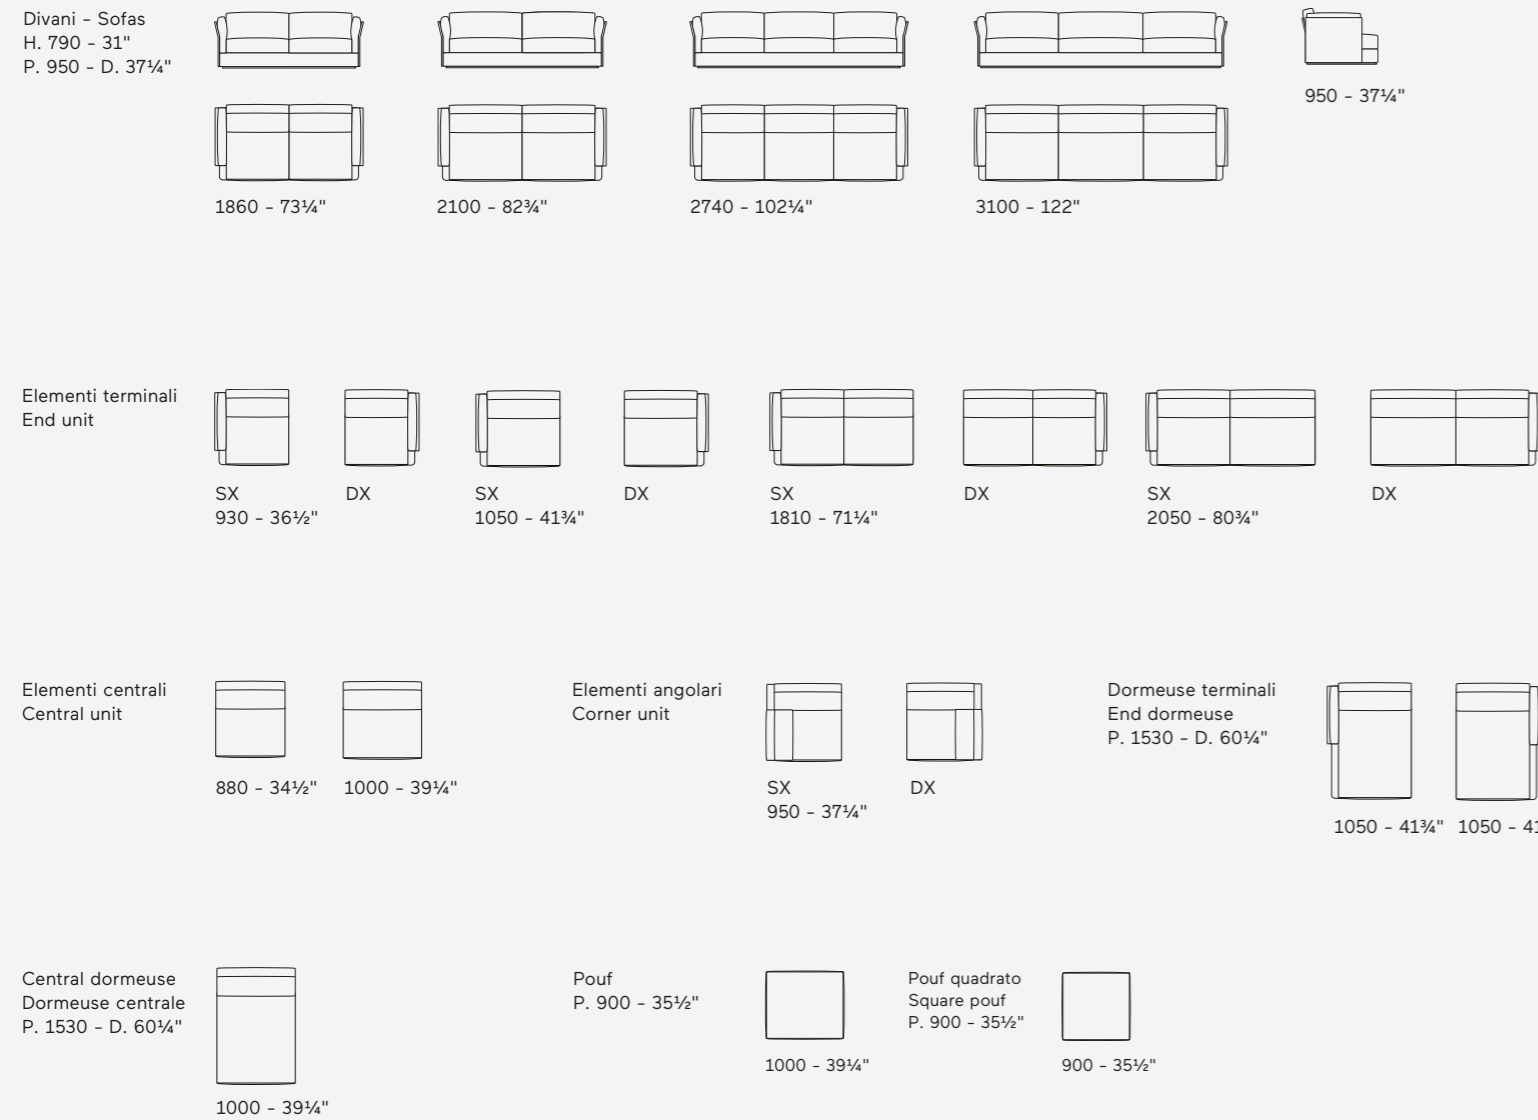 Divani - Sofas
H. 790 - 31"
P. 950 - D. 37¼"
950 - 37¼"
1860 - 73¼"
2100 - 82¾"
2740 - 102¼"
3100 - 122"
Elementi terminali
End unit
SX
930 - 36½"
DX
SX
1050 - 41¾"
DX
SX
1810 - 71¼"
DX
SX
2050 - 80¾"
DX
Elementi centrali
Central unit
880 - 34½"
1000 - 39¼"
Elementi angolari
Corner unit
SX
950 - 37¼"
DX
Dormeuse terminali
End dormeuse
P. 1530 - D. 60¼"
1050 - 41¾"
1050 - 41
Central dormeuse
Dormeuse centrale
P. 1530 - D. 60¼"
1000 - 39¼"
Pouf
P. 900 - 35½"
1000 - 39¼"
Pouf quadrato
Square pouf
P. 900 - 35½"
900 - 35½"